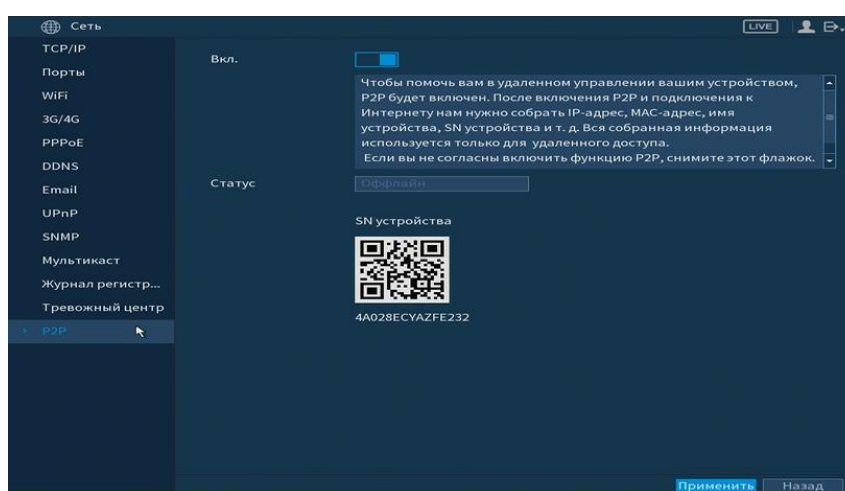 Сеть
LIVE
TCP/IP
Порты
WiFi
3G/4G
PPPoE
DDNS
Email
UPnP
SNMP
Мультикаст
Журнал регистр...
Тревожный центр
P2P
Вкл.
Чтобы помочь вам в удаленном управлении вашим устройством,
P2P будет включен. После включения P2P и подключения к
Интернету нам нужно собрать IP-адрес, MAC-адрес, имя
устройства, SN устройства и т. д. Вся собранная информация
используется только для удаленного доступа.
Если вы не согласны включить функцию P2P, снимите этот флажок.
Статус
Оффлайн
SN устройства
4A028ECYAZFE232
Применить
Назад